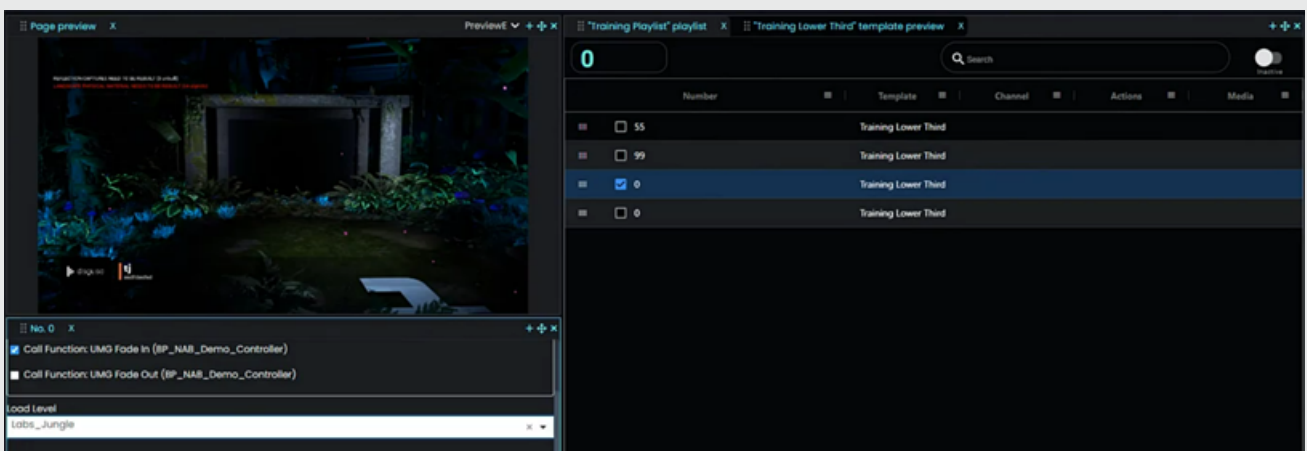 Page preview X PreviewE
"Training Playlist" playlist X "Training Lower Third" template preview X
0 Search Inactive
Number Template Channel Actions Media
55 Training Lower Third
99 Training Lower Third
0 Training Lower Third
0 Training Lower Third
disguise
tj
No. 0 X
Call Function: UMG Fade In (BP_NAB_Demo_Controller)
Call Function: UMG Fade Out (BP_NAB_Demo_Controller)
Load Level
Labs_Jungle